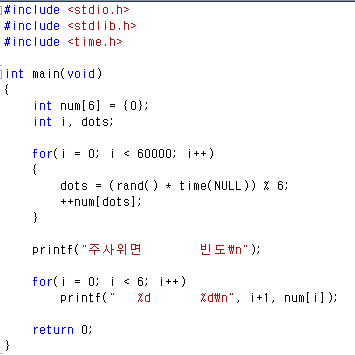 #include <stdio.h>
#include <stdlib.h>
#include <time.h>
int main(void)
{
int num[6] = {0};
int i, dots;
for(i = 0; i < 60000; i++)
{
dots = (rand() * time(NULL)) % 6;
++num[dots];
}
printf("주사위면 빈도₩n");
for(i = 0; i < 6; i++)
printf(" %d %d₩n", i+1, num[i]);
return 0;
}